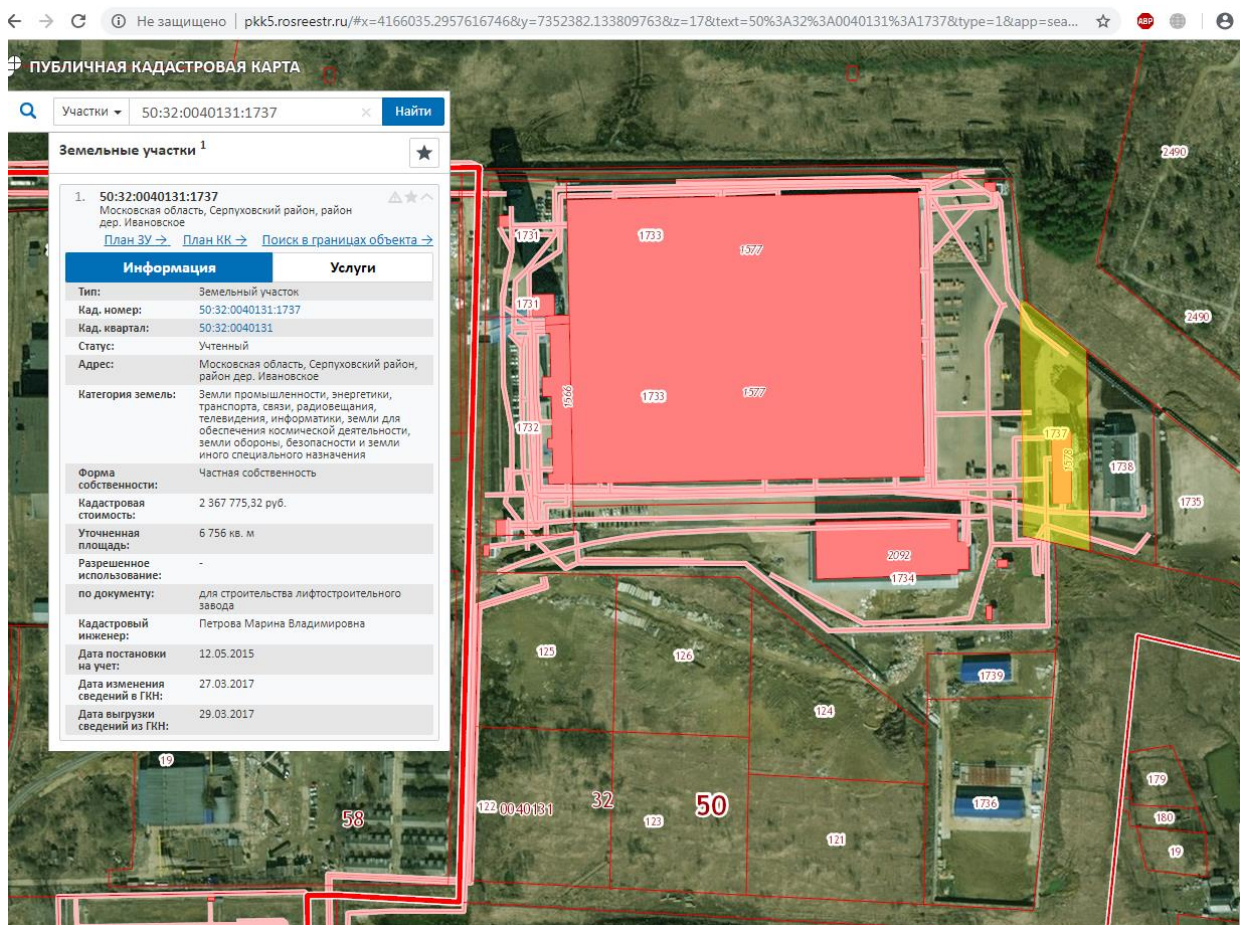 Не защищено | pkk5.rosreestr.ru/#x=4166035.2957616746&y=7352382.133809763&z=17&text=50%3A32%3A0040131%3A1737&type=1&app=sea...
ABP
ПУБЛИЧНАЯ КАДАСТРОВАЯ КАРТА
Участки 50:32:0040131:1737 × Найти
Земельные участки 1
1. 50:32:0040131:1737
Московская область, Серпуховский район, район
дер. Ивановское
План ЗУ → План КК → Поиск в границах объекта →
Информация Услуги
Тип: Земельный участок
Кад. номер: 50:32:0040131:1737
Кад. квартал: 50:32:0040131
Статус: Учтенный
Адрес: Московская область, Серпуховский район,
район дер. Ивановское
Категория земель: Земли промышленности, энергетики,
транспорта, связи, радиовещания,
телевидения, информатики, земли для
обеспечения космической деятельности,
земли обороны, безопасности и земли
иного специального назначения
Форма Частная собственность
собственности:
Кадастровая 2 367 775,32 руб.
стоимость:
Уточненная 6 756 кв. м
площадь:
Разрешенное -
использование:
по документу: для строительства лифтостроительного
завода
Кадастровый Петрова Марина Владимировна
инженер:
Дата постановки 12.05.2015
на учет:
Дата изменения 27.03.2017
сведений в ГКН:
Дата выгрузки 29.03.2017
сведений из ГКН:
2490
1731 1733 1577
1731
2490
1566 1733 1577
1732
1737 1578 1738
1735
2092
1734
125 126
1739
124
19
179
58 122 0040131 32 50 1736
123 180
121
19